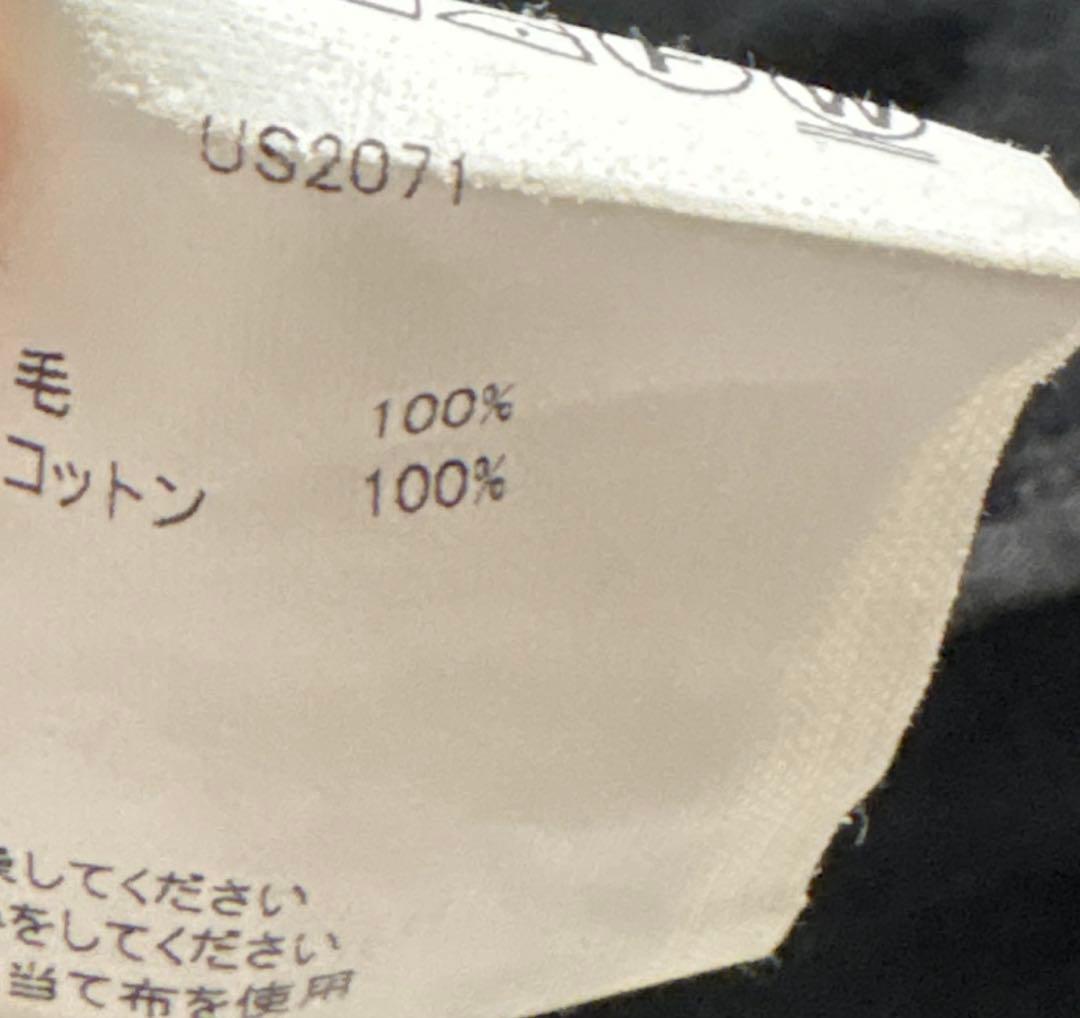 US2071
毛 100%
コットン 100%
してください
をしてください
当て布を使用